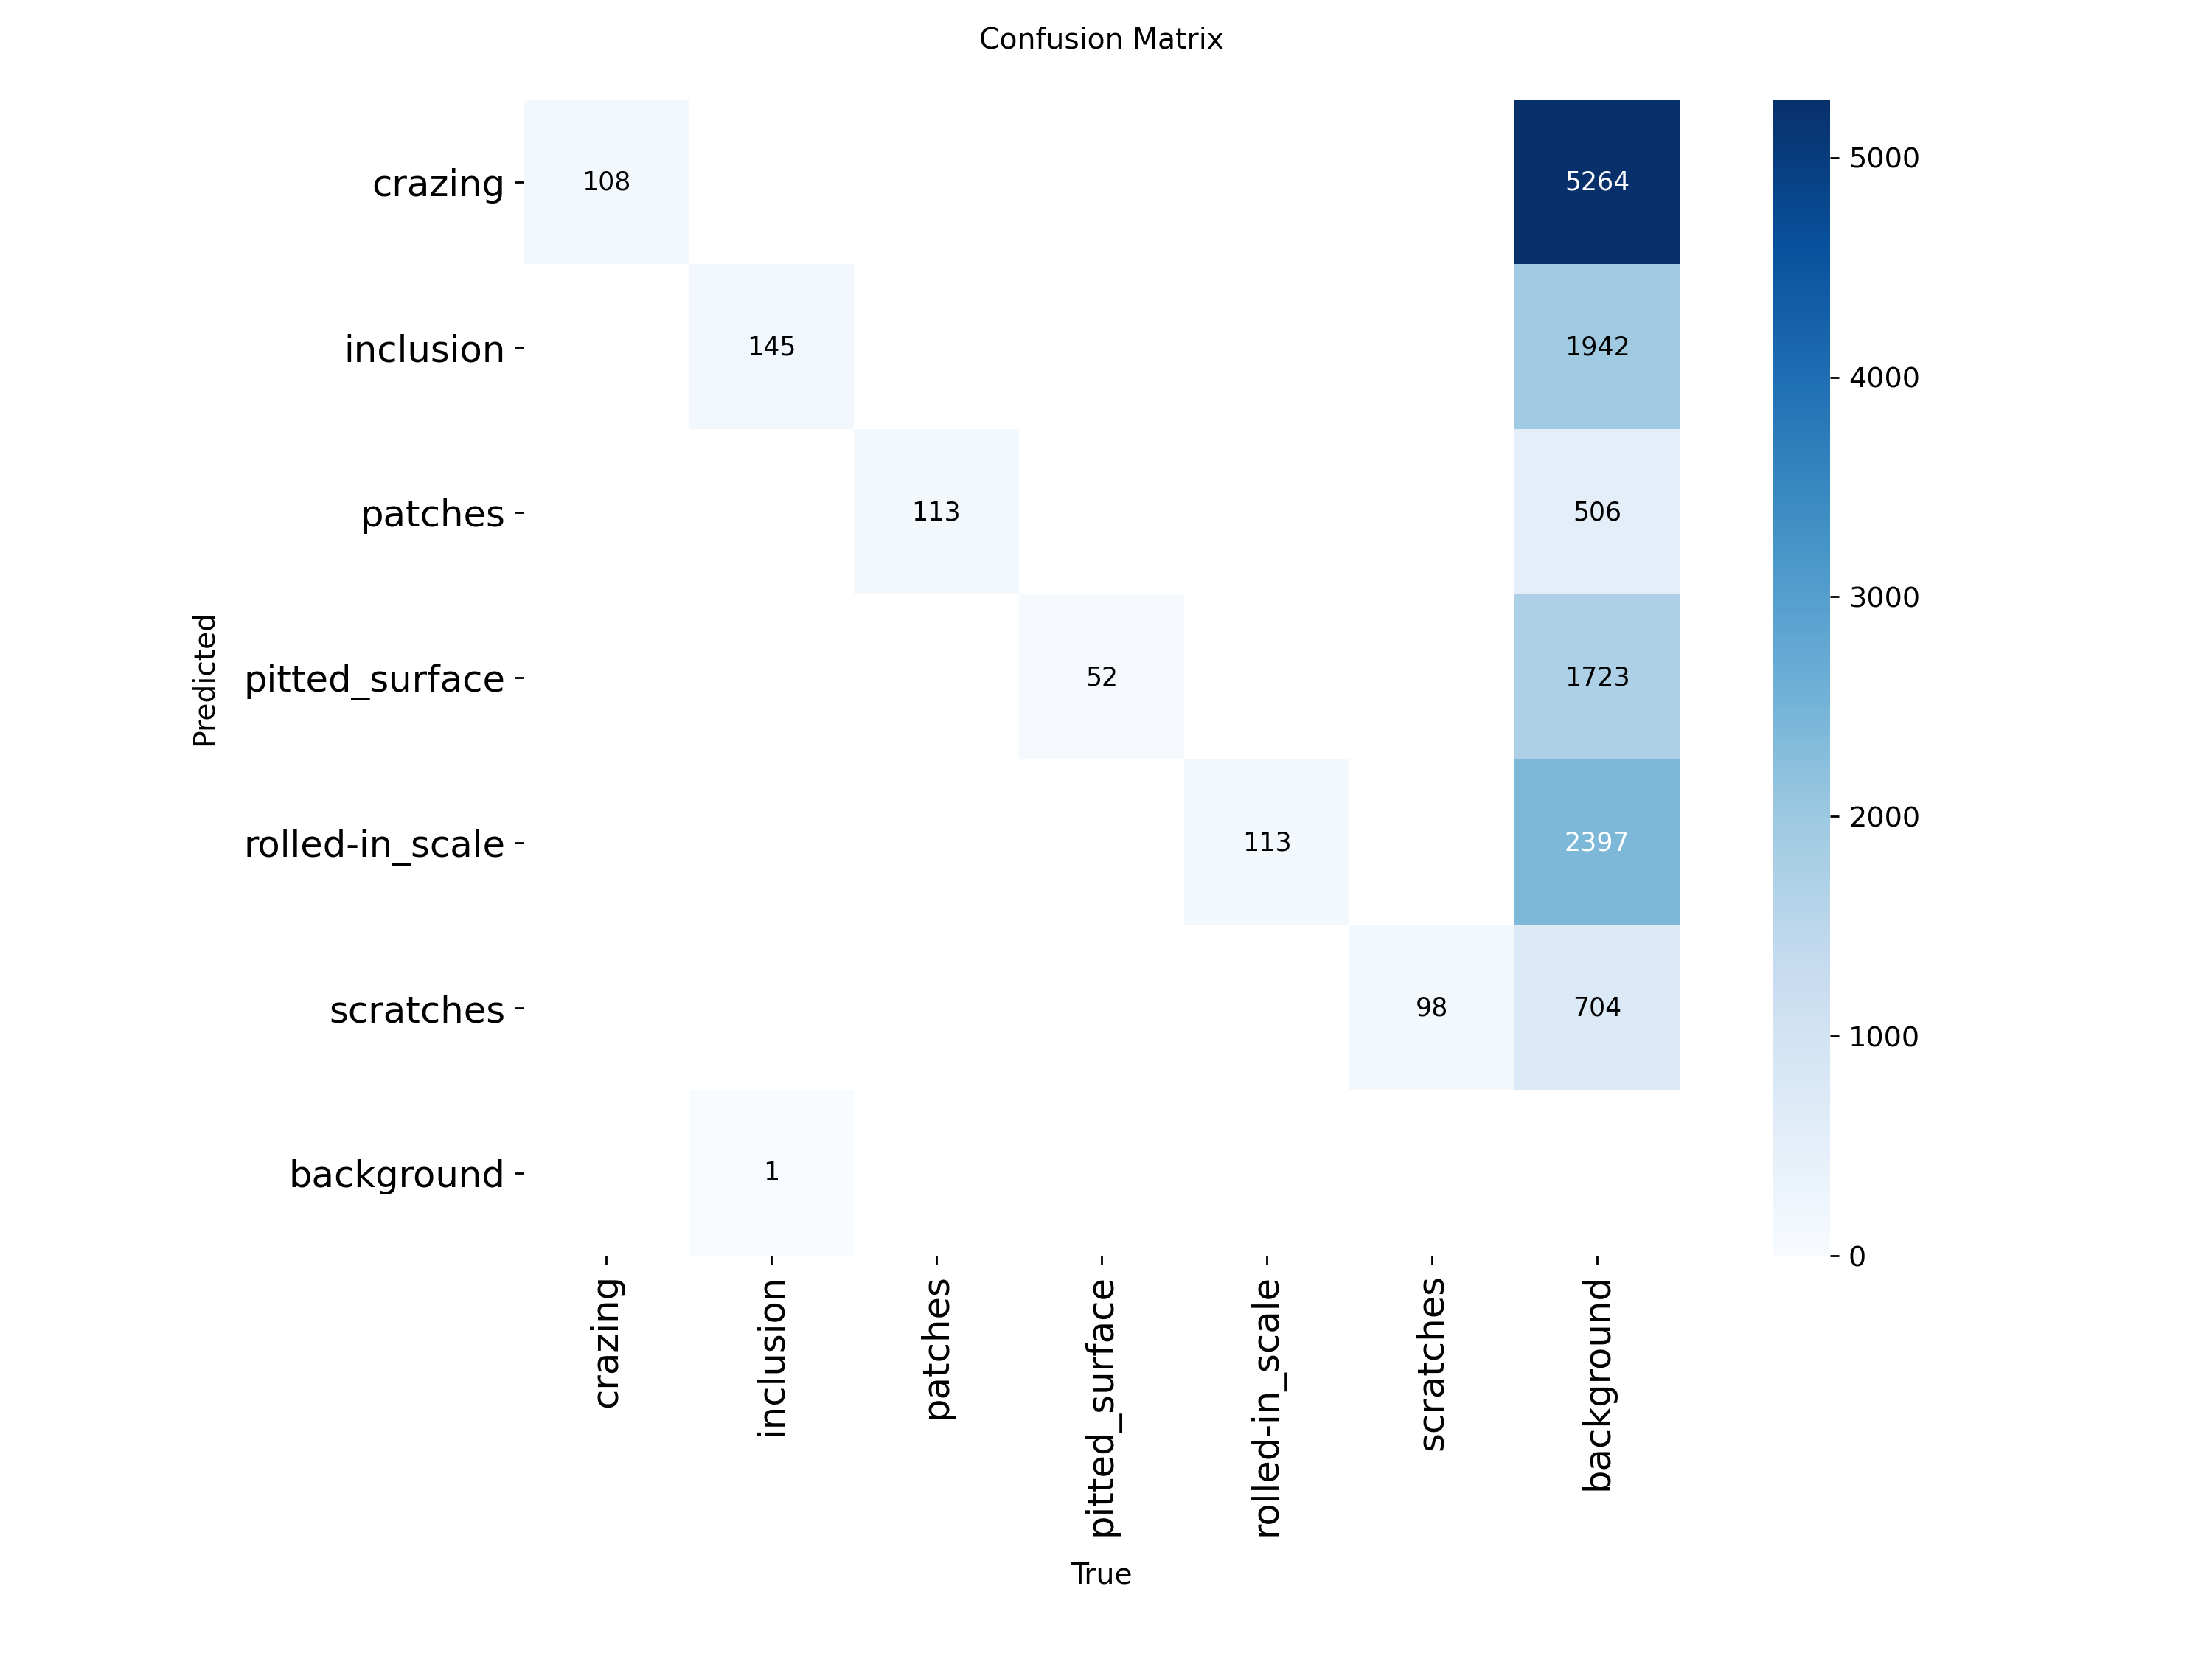 Confusion Matrix
crazing
108
5264
5000
inclusion
145
1942
4000
patches
113
506
3000
Predicted
pitted_surface
52
1723
rolled-in_scale
113
2397
2000
scratches
98
704
1000
background
1
0
crazing
inclusion
patches
pitted_surface
rolled-in_scale
scratches
background
True